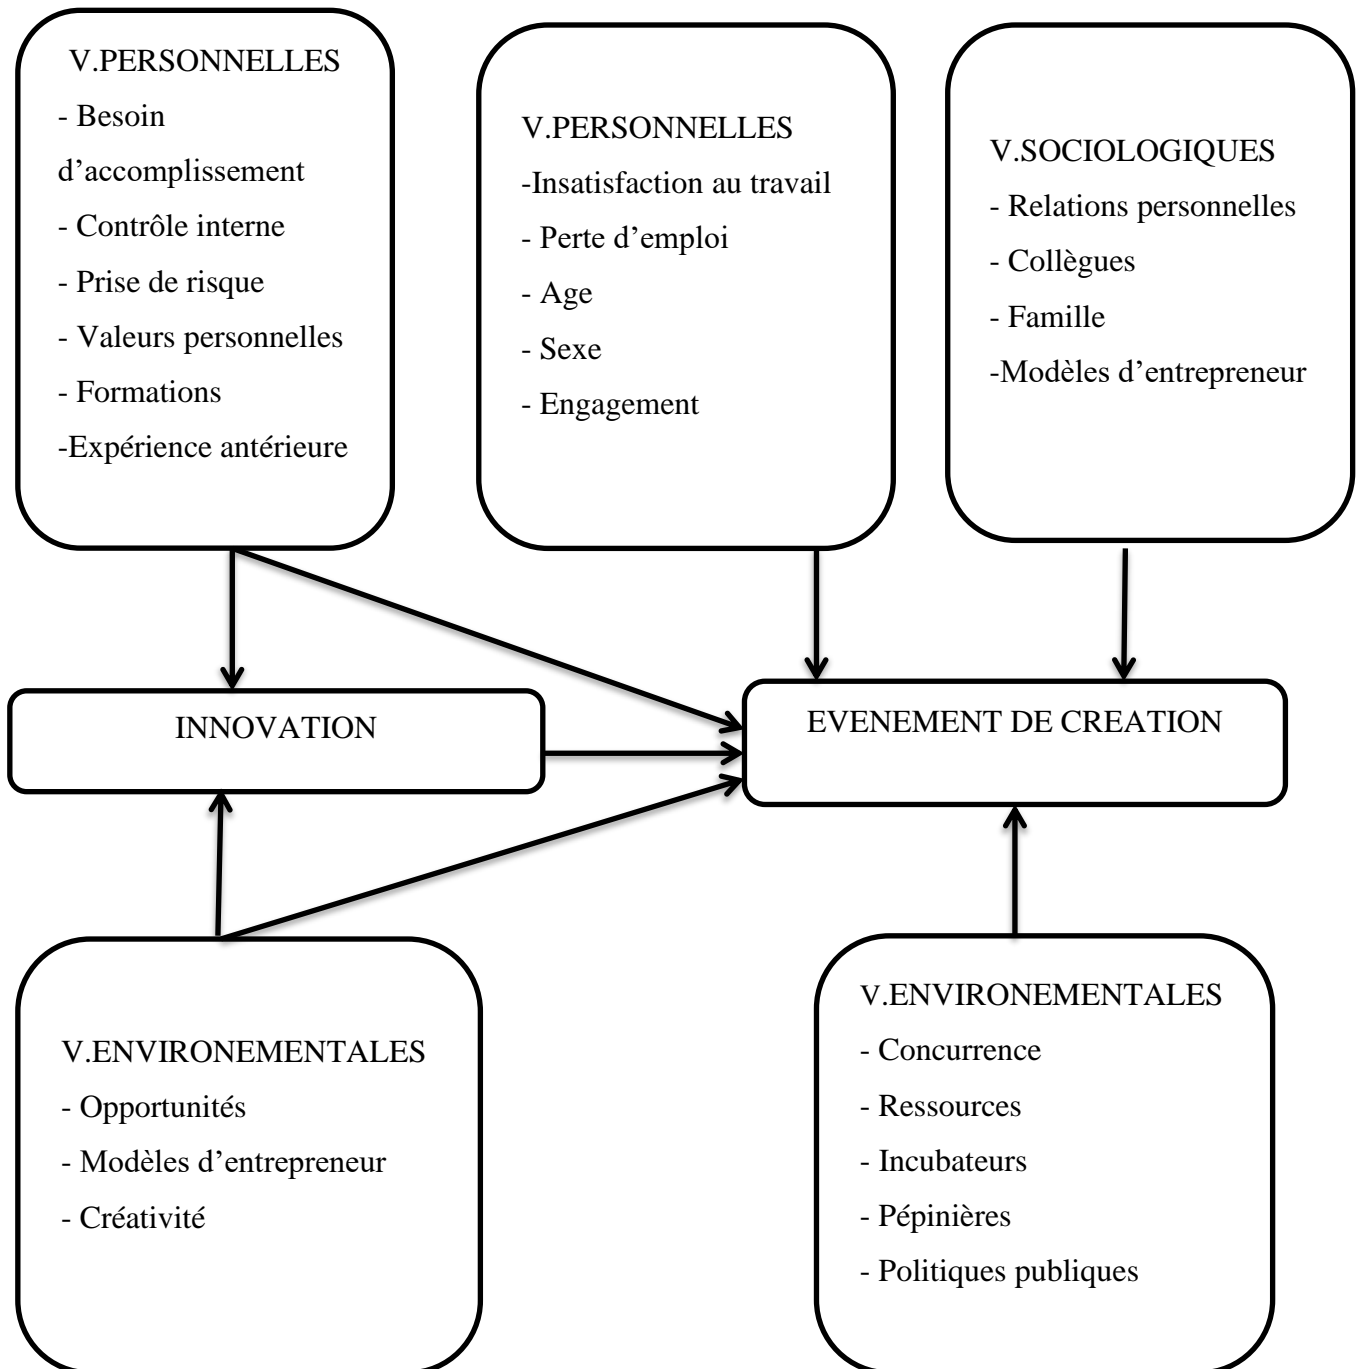 V.PERSONNELLES
- Besoin
d’accomplissement
- Contrôle interne
- Prise de risque
- Valeurs personnelles
- Formations
-Expérience antérieure
V.PERSONNELLES
-Insatisfaction au travail
- Perte d’emploi
- Age
- Sexe
- Engagement
V.SOCIOLOGIQUES
- Relations personnelles
- Collègues
- Famille
-Modèles d’entrepreneur
INNOVATION
EVENEMENT DE CREATION
V.ENVIRONEMENTALES
- Opportunités
- Modèles d’entrepreneur
- Créativité
V.ENVIRONEMENTALES
- Concurrence
- Ressources
- Incubateurs
- Pépinières
- Politiques publiques